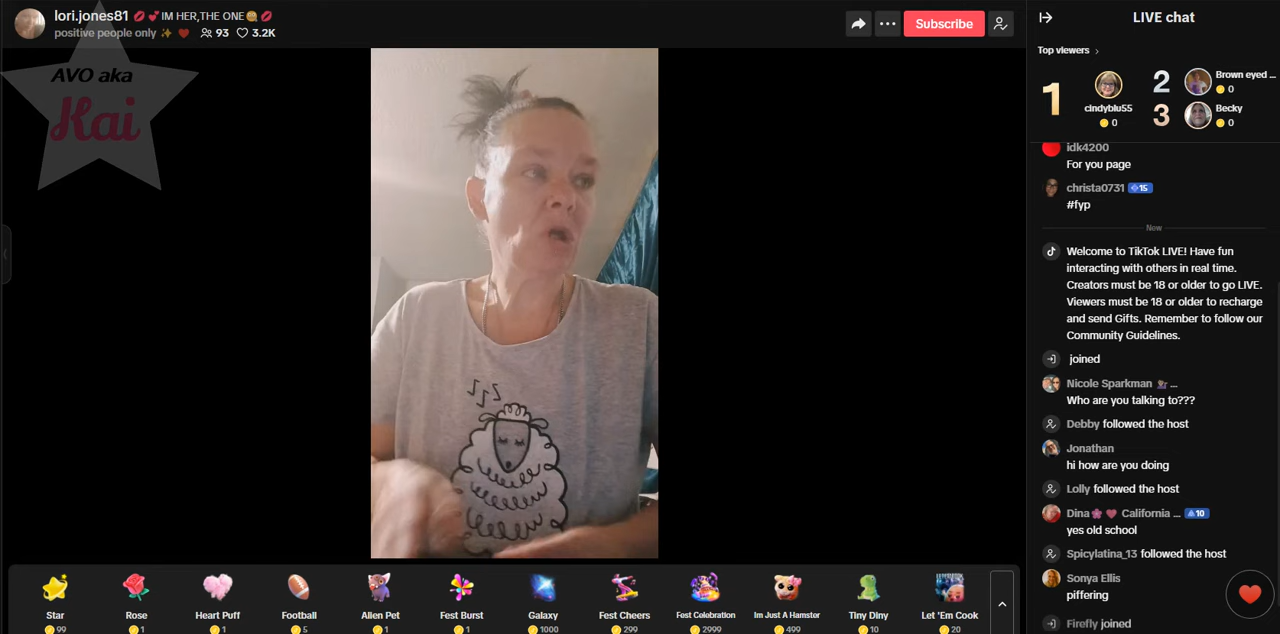 lori.jones81 💋💕IM HER,THE ONE🤷🏼💋
positive people only ✨ ❤️ 93 3.2K
Subscribe
AVO aka
Kai
LIVE chat
Top viewers
1 cindyblu55 0
2 Brown eyed ... 0
3 Becky 0
idk4200
For you page
christa0731 15
#fyp
New
Welcome to TikTok LIVE! Have fun
interacting with others in real time.
Creators must be 18 or older to go LIVE.
Viewers must be 18 or older to recharge
and send Gifts. Remember to follow our
Community Guidelines.
joined
Nicole Sparkman ...
Who are you talking to???
Debby followed the host
Jonathan
hi how are you doing
Lolly followed the host
Dina🌸 ❤️ California ... 10
yes old school
Spicylatina_13 followed the host
Sonya Ellis
piffering
Firefly joined
zzz
Star Rose Heart Puff Football Alien Pet Fest Burst Galaxy Fest Cheers Fest Celebration Im Just A Hamstor Tiny Diny Let 'Em Cook
99 1 1 5 1 1 1000 299 2999 499 10 20